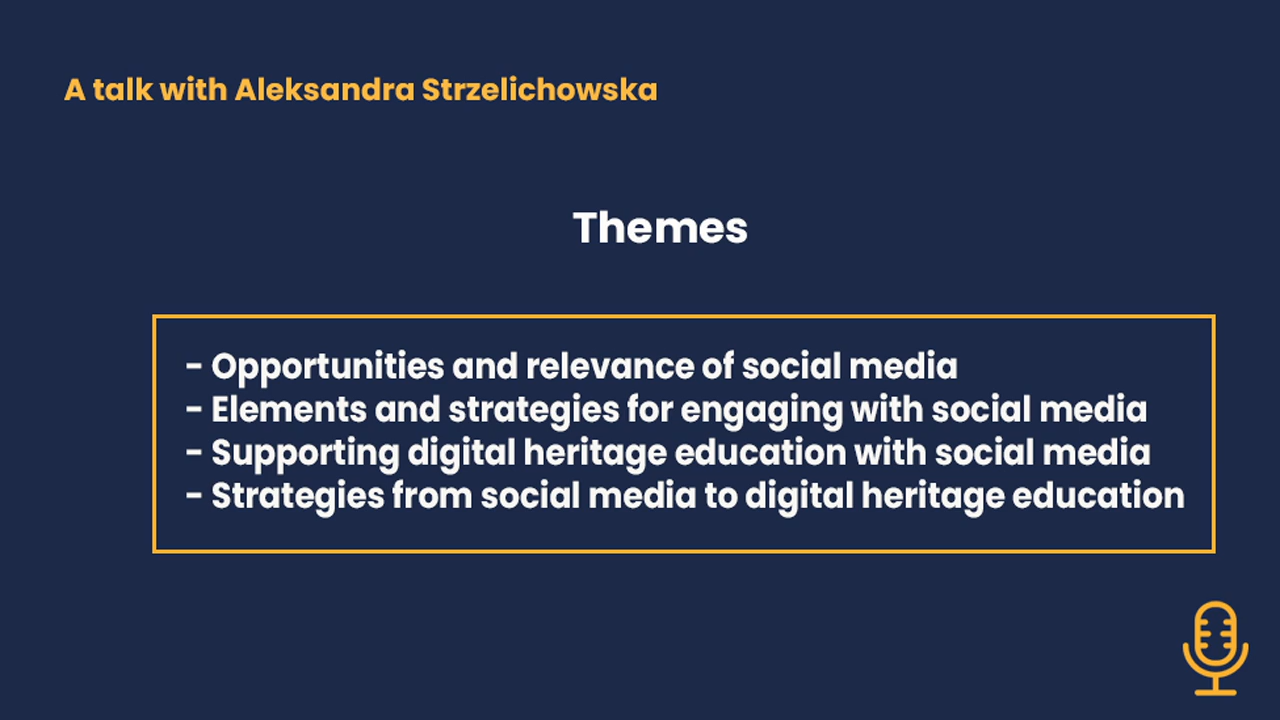 A talk with Aleksandra Strzelichowska
Themes
- Opportunities and relevance of social media
- Elements and strategies for engaging with social media
- Supporting digital heritage education with social media
- Strategies from social media to digital heritage education